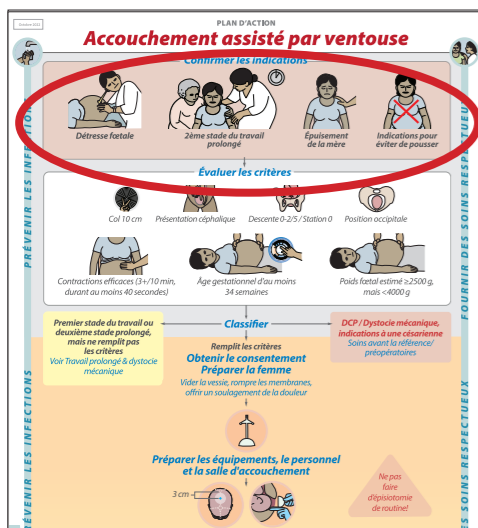 Octobre 2022
PLAN D'ACTION
Accouchement assisté par ventouse
Confirmer les indications
Détresse fœtale
2ème stade du travail
prolongé
Épuisement
de la mère
Indications pour
éviter de pousser
Évaluer les critères
Col 10 cm
Présentation céphalique
Descente 0-2/5 / Station 0
Position occipitale
Contractions efficaces (3+/10 min,
durant au moins 40 secondes)
Âge gestationnel d'au moins
34 semaines
Poids fœtal estimé ≥2500 g,
mais <4000 g
Premier stade du travail ou
deuxième stade prolongé,
mais ne remplit pas
les critères
Voir Travail prolongé & dystocie
mécanique
Classifier
DCP / Dystocie mécanique,
indications à une césarienne
Soins avant la référence/
préopératoires
Remplit les critères
Obtenir le consentement
Préparer la femme
Vider la vessie, rompre les membranes,
offrir un soulagement de la douleur
Préparer les équipements, le personnel
et la salle d'accouchement
3 cm
Ne pas
faire
d'épisiotomie
de routine!
PRÉVENIR LES INFECTIONS
PRÉVENIR LES INFECTIONS
FOURNIR DES SOINS RESPECTUEUX
S SOINS RESPECTUEUX